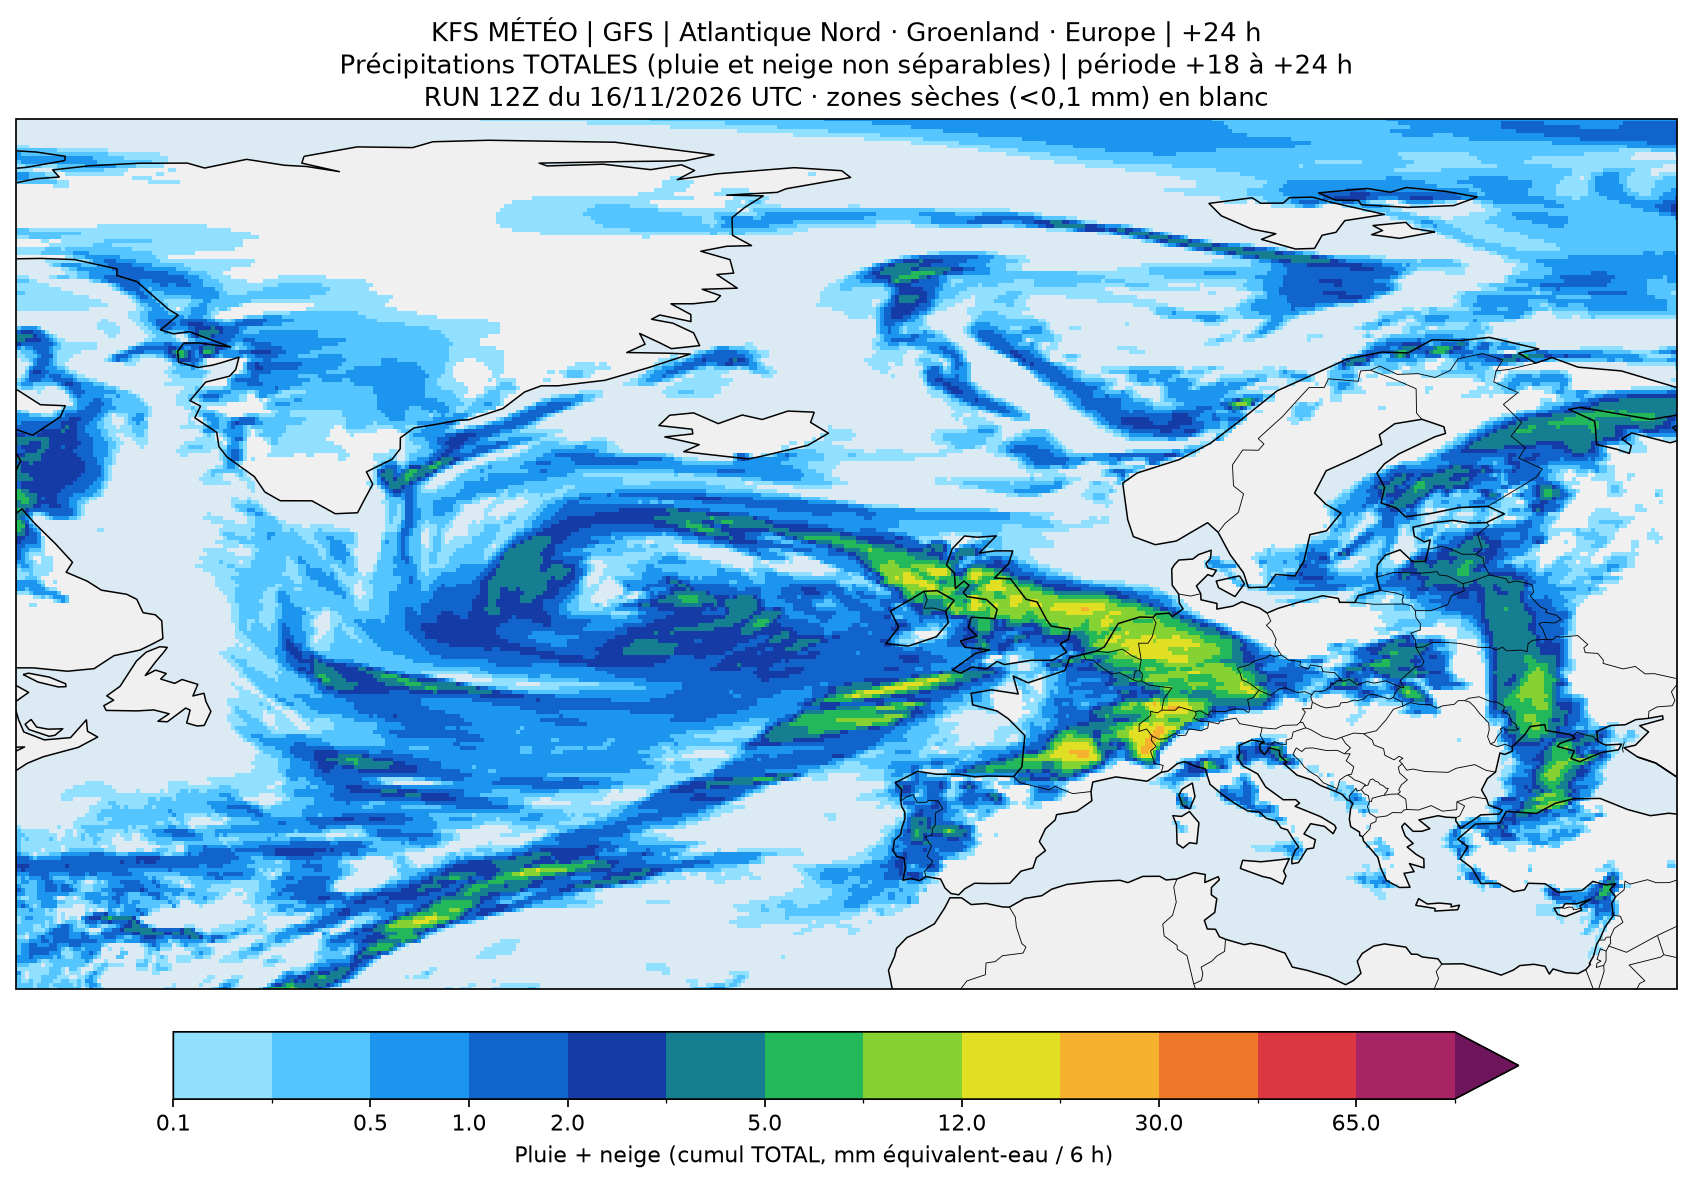 KFS MÉTÉO | GFS | Atlantique Nord · Groenland · Europe | +24 h
Précipitations TOTALES (pluie et neige non séparables) | période +18 à +24 h
RUN 12Z du 16/11/2026 UTC · zones sèches (<0,1 mm) en blanc
0.1 0.5 1.0 2.0 5.0 12.0 30.0 65.0
Pluie + neige (cumul TOTAL, mm équivalent-eau / 6 h)